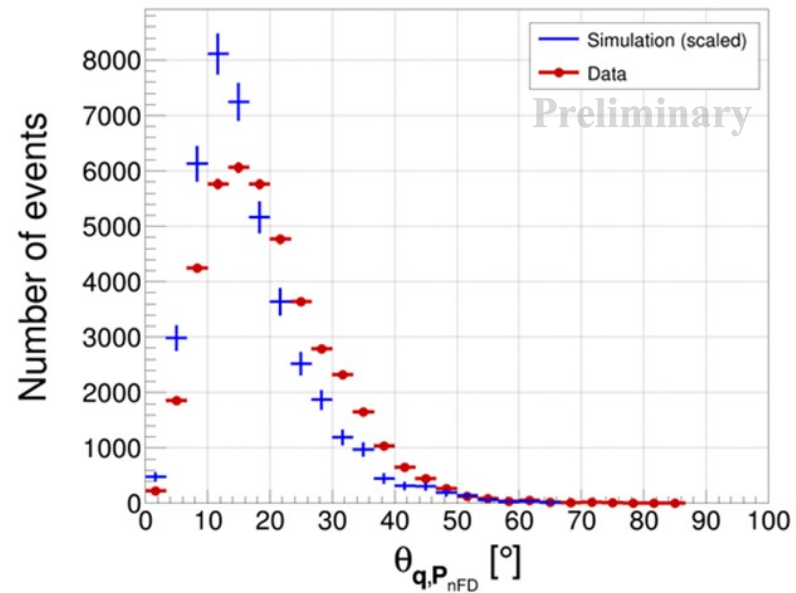 Simulation (scaled)
Data
Preliminary
Number of events
8000
7000
6000
5000
4000
3000
2000
1000
0
0 10 20 30 40 50 60 70 80 90 100
θq,PnFD [°]